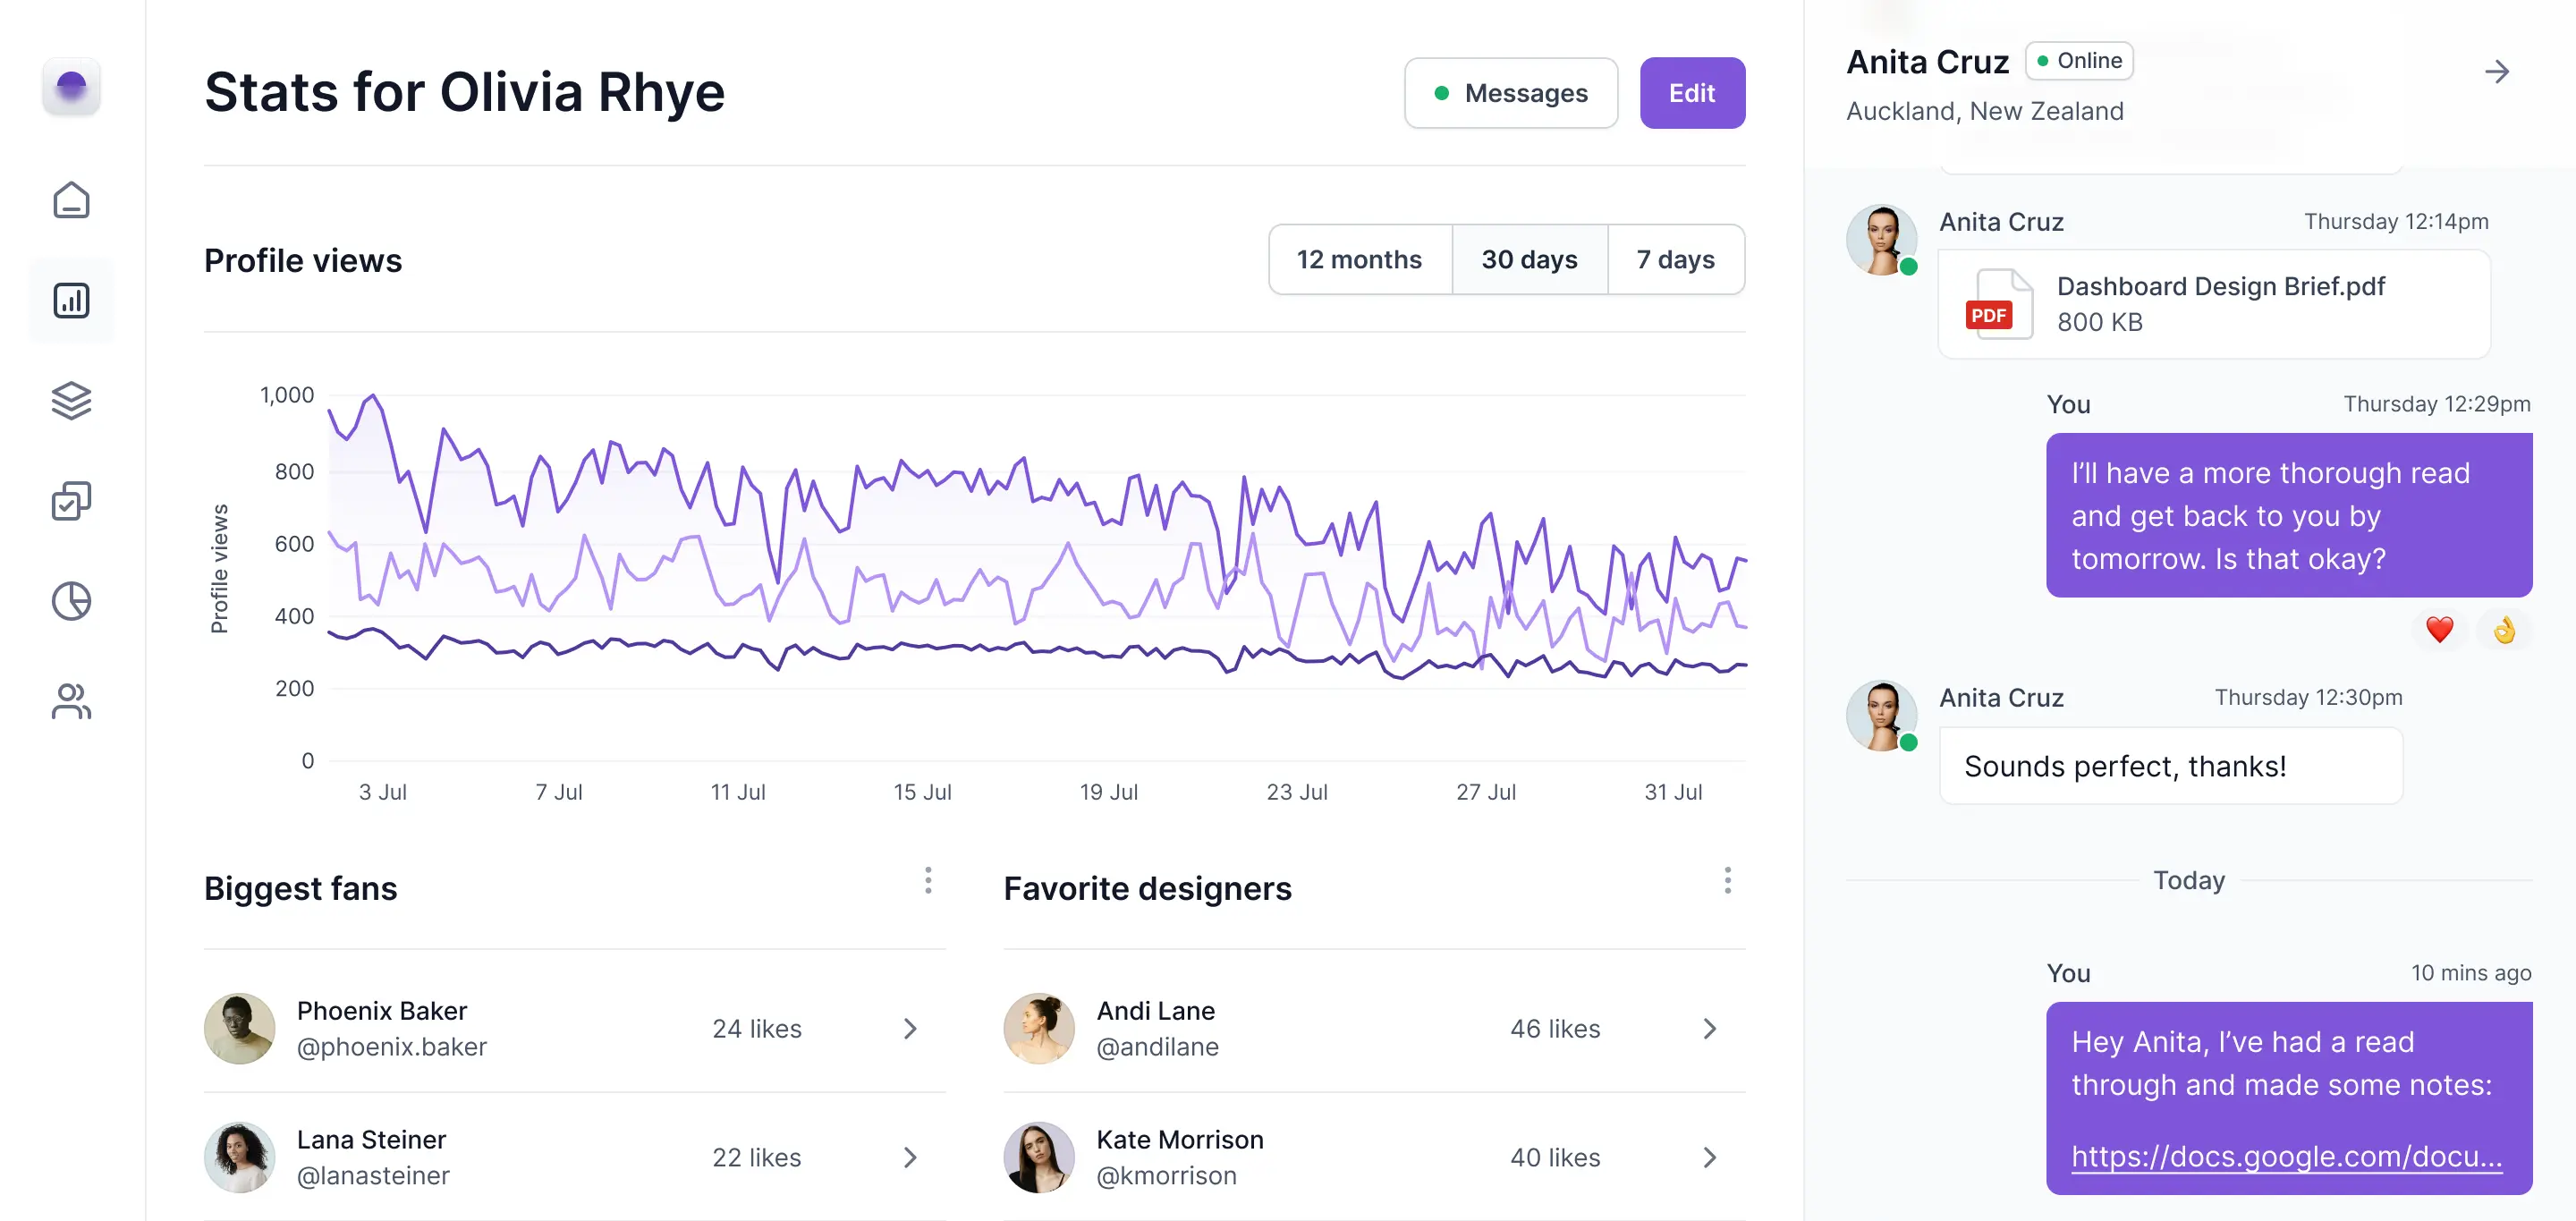 Stats for Olivia Rhye
Messages
Edit
Profile views
12 months
30 days
7 days
Profile views
1,000
800
600
400
200
0
3 Jul
7 Jul
11 Jul
15 Jul
19 Jul
23 Jul
27 Jul
31 Jul
Biggest fans
Phoenix Baker
@phoenix.baker
24 likes
Lana Steiner
@lanasteiner
22 likes
Favorite designers
Andi Lane
@andilane
46 likes
Kate Morrison
@kmorrison
40 likes
Anita Cruz
Online
Auckland, New Zealand
Anita Cruz
Thursday 12:14pm
PDF
Dashboard Design Brief.pdf
800 KB
You
Thursday 12:29pm
I’ll have a more thorough read
and get back to you by
tomorrow. Is that okay?
Anita Cruz
Thursday 12:30pm
Sounds perfect, thanks!
Today
You
10 mins ago
Hey Anita, I’ve had a read
through and made some notes:
https://docs.google.com/docu...